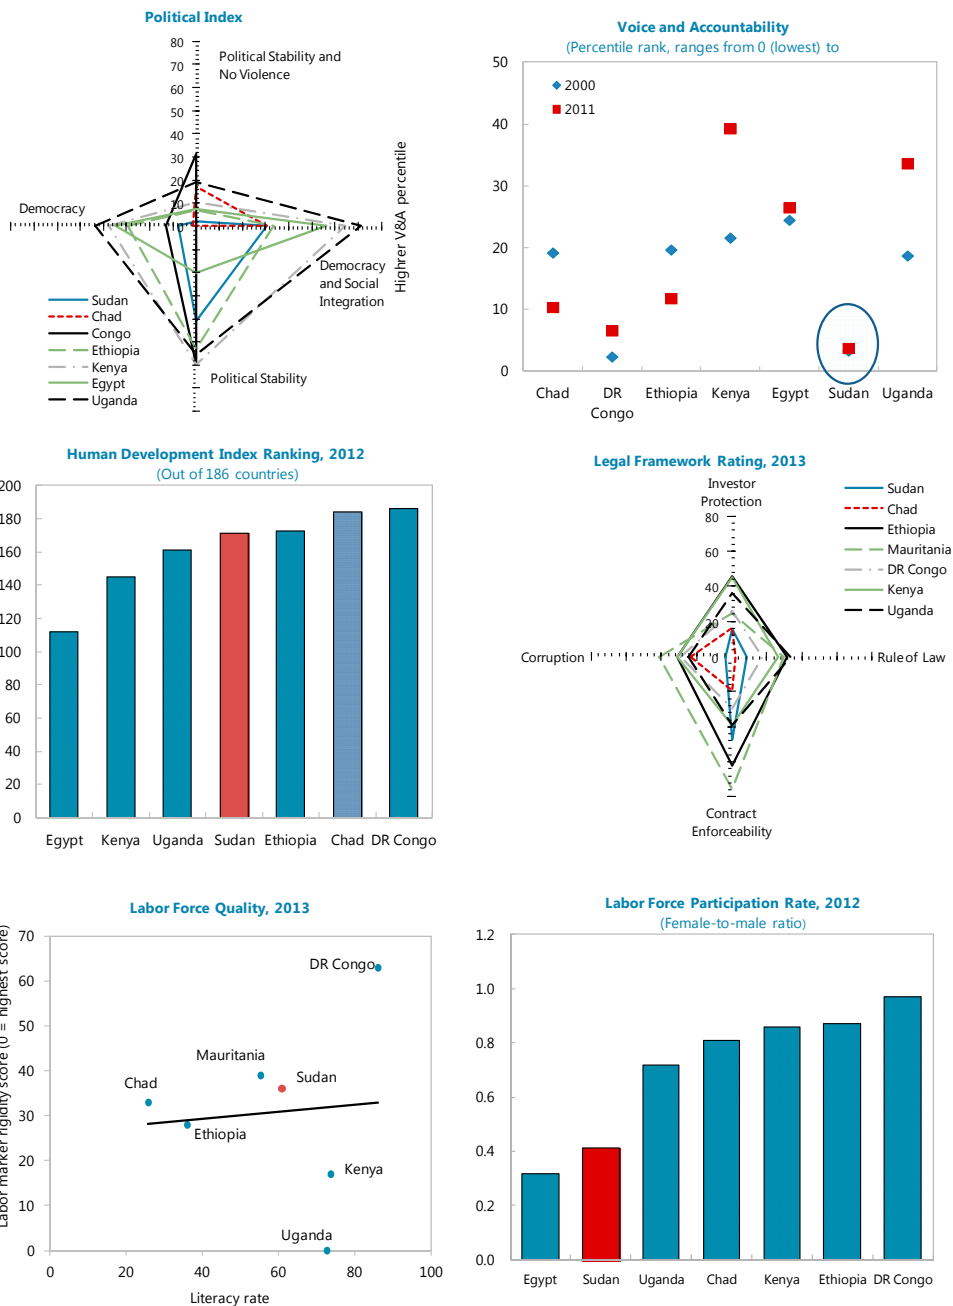 Political Index
80
70
60
50
40
30
20
10
0
Political Stability and
No Violence
Democracy
Democracy
and Social
Integration
Political Stability
Highrer V&A percentile
Sudan
Chad
Congo
Ethiopia
Kenya
Egypt
Uganda
Voice and Accountability
(Percentile rank, ranges from 0 (lowest) to
50
40
30
20
10
0
2000
2011
Chad
DR
Congo
Ethiopia
Kenya
Egypt
Sudan
Uganda
Human Development Index Ranking, 2012
(Out of 186 countries)
200
180
160
140
120
100
80
60
40
20
0
Egypt
Kenya
Uganda
Sudan
Ethiopia
Chad
DR Congo
Legal Framework Rating, 2013
Investor
Protection
80
60
40
20
0
Corruption
Rule of Law
Contract
Enforceability
Sudan
Chad
Ethiopia
Mauritania
DR Congo
Kenya
Uganda
Labor Force Quality, 2013
Labor marker rigidity score (0 = highest score)
70
60
50
40
30
20
10
0
DR Congo
Mauritania
Sudan
Chad
Ethiopia
Kenya
Uganda
0
20
40
60
80
100
Literacy rate
Labor Force Participation Rate, 2012
(Female-to-male ratio)
1.2
1.0
0.8
0.6
0.4
0.2
0.0
Egypt
Sudan
Uganda
Chad
Kenya
Ethiopia
DR Congo